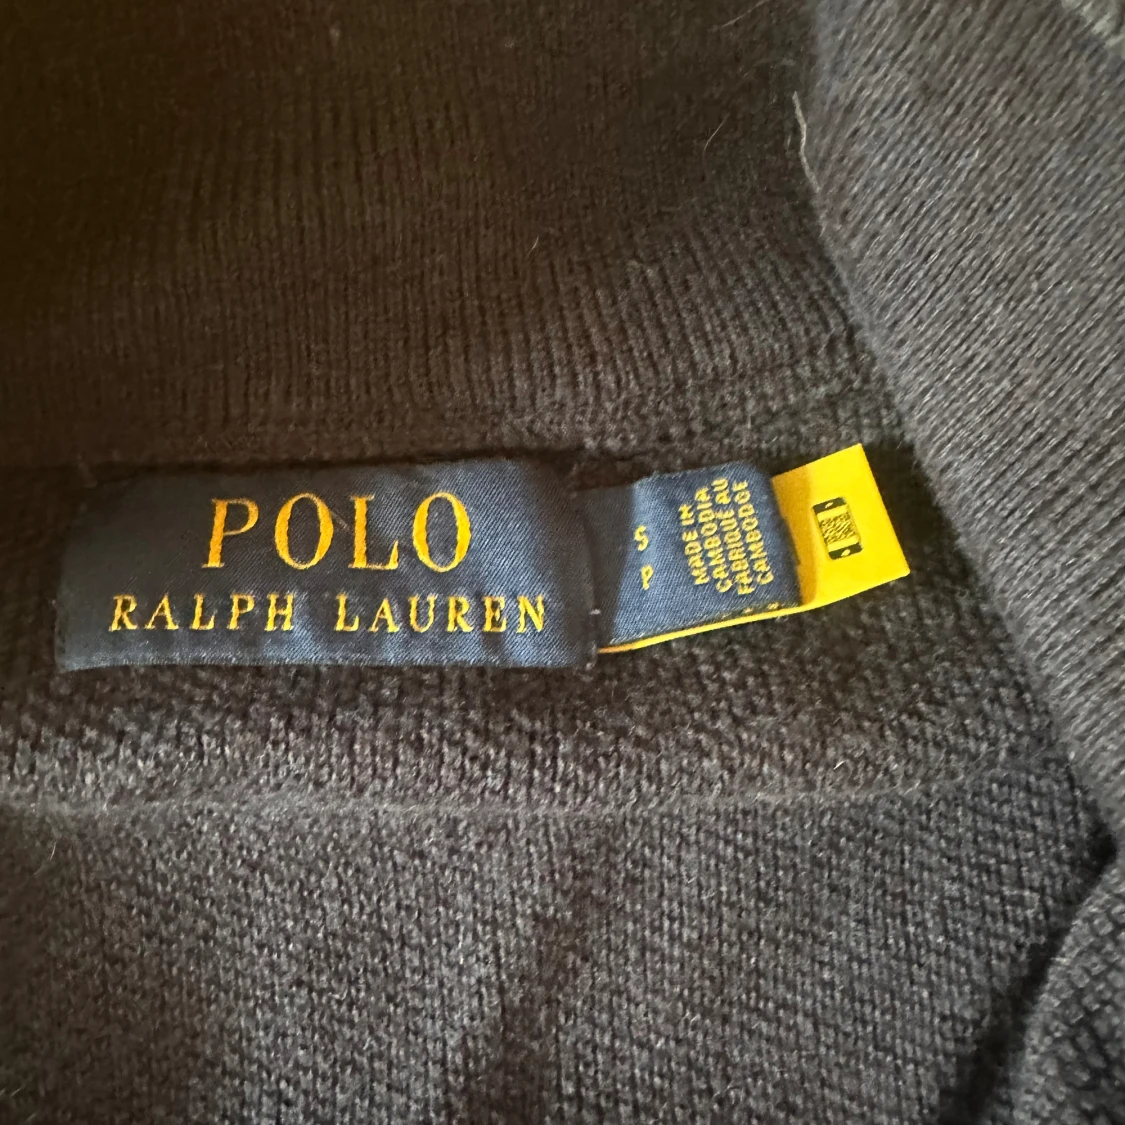 POLO
RALPH LAUREN
S
P
MADE IN
CAMBODIA
FABRIQUÉ AU
CAMBODGE